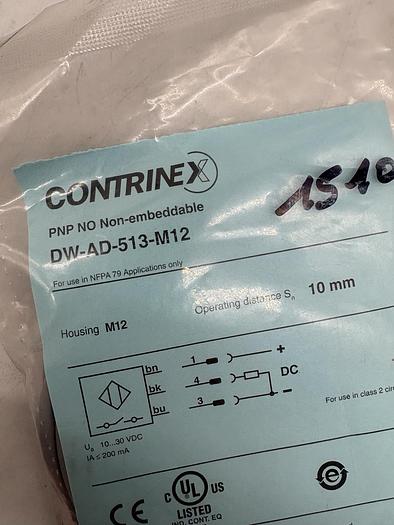 CONTRINEX
1510
PNP NO Non-embeddable
DW-AD-513-M12
For use in NFPA 79 Applications only
Housing M12
Operating distance Sn 10 mm
bn 1 +
bk 4 DC
bu 3 -
UB 10...30 VDC
IA ≤ 200 mA
For use in class 2 cir
CE
C UL US
LISTED
IND. CONT. EQ
e